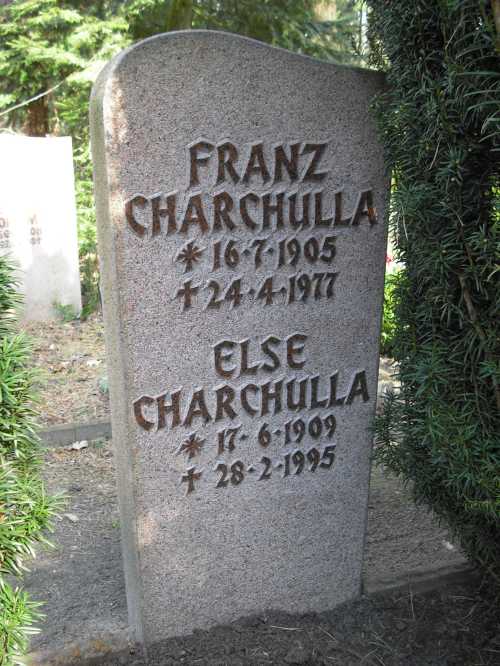 FRANZ
CHARCHULLA
* 16·7·1905
† 24·4·1977
ELSE
CHARCHULLA
* 17·6·1909
† 28·2·1995